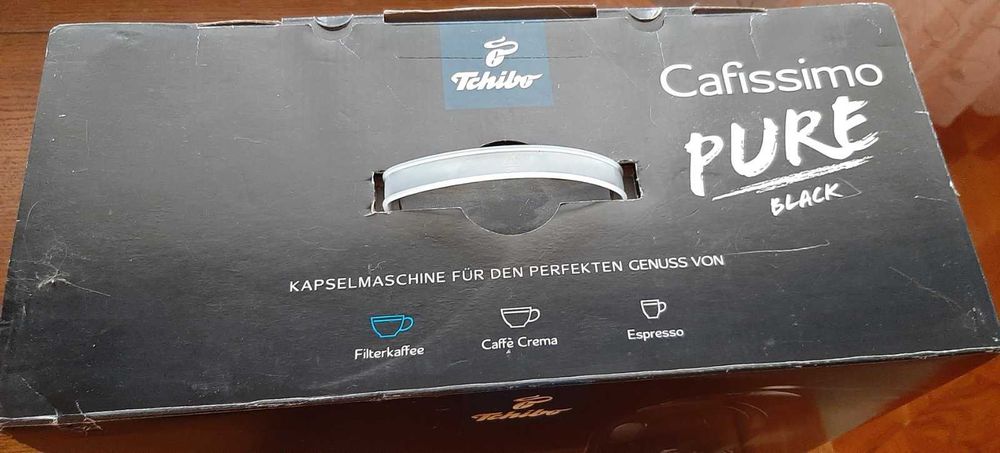 Tchibo
Cafissimo
PURE
BLACK
KAPSELMASCHINE FÜR DEN PERFEKTEN GENUSS VON
Filterkaffee
Caffè Crema
Espresso
Tchibo